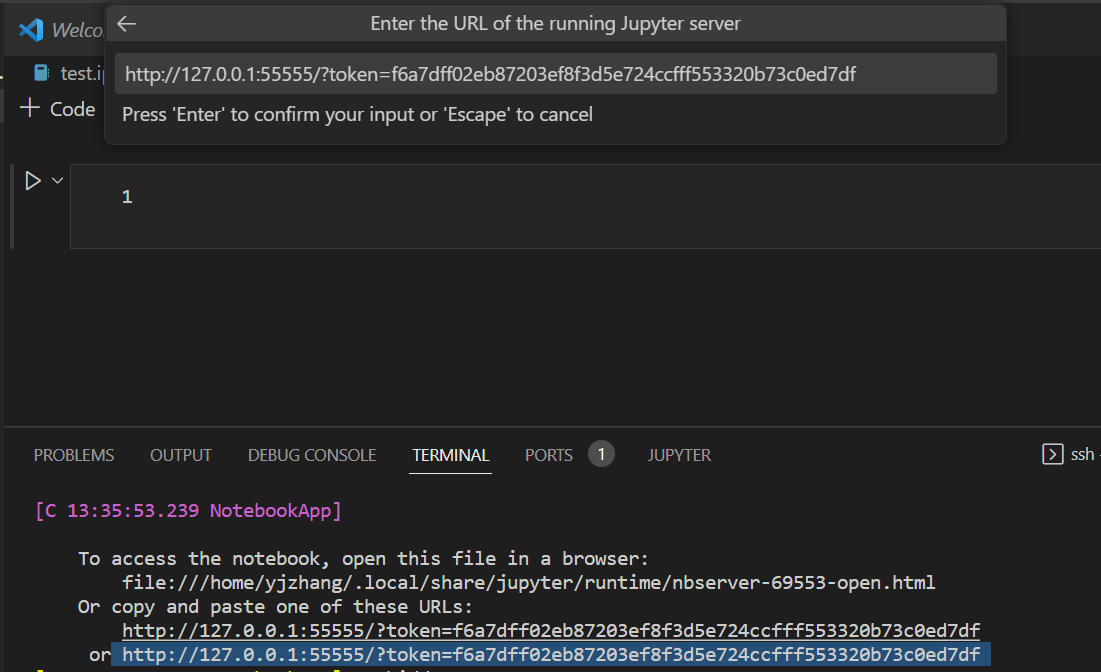 Welco
Enter the URL of the running Jupyter server
test.i
http://127.0.0.1:55555/?token=f6a7dff02eb87203ef8f3d5e724ccfff553320b73c0ed7df
+ Code
Press 'Enter' to confirm your input or 'Escape' to cancel
1
PROBLEMS OUTPUT DEBUG CONSOLE TERMINAL PORTS 1 JUPYTER ssh
[C 13:35:53.239 NotebookApp]
To access the notebook, open this file in a browser:
file:///home/yjzhang/.local/share/jupyter/runtime/nbserver-69553-open.html
Or copy and paste one of these URLs:
http://127.0.0.1:55555/?token=f6a7dff02eb87203ef8f3d5e724ccfff553320b73c0ed7df
or http://127.0.0.1:55555/?token=f6a7dff02eb87203ef8f3d5e724ccfff553320b73c0ed7df